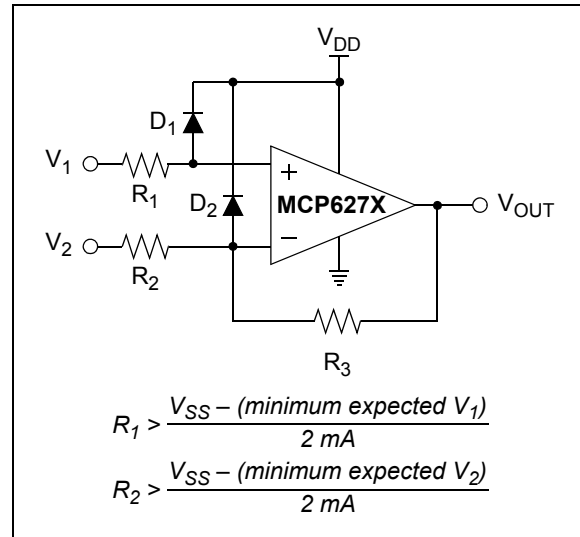 V_DD
D_1
V_1
R_1
+
MCP627X
V_OUT
D_2
V_2
R_2
−
R_3
R_1 > V_SS – (minimum expected V_1)
2 mA
R_2 > V_SS – (minimum expected V_2)
2 mA